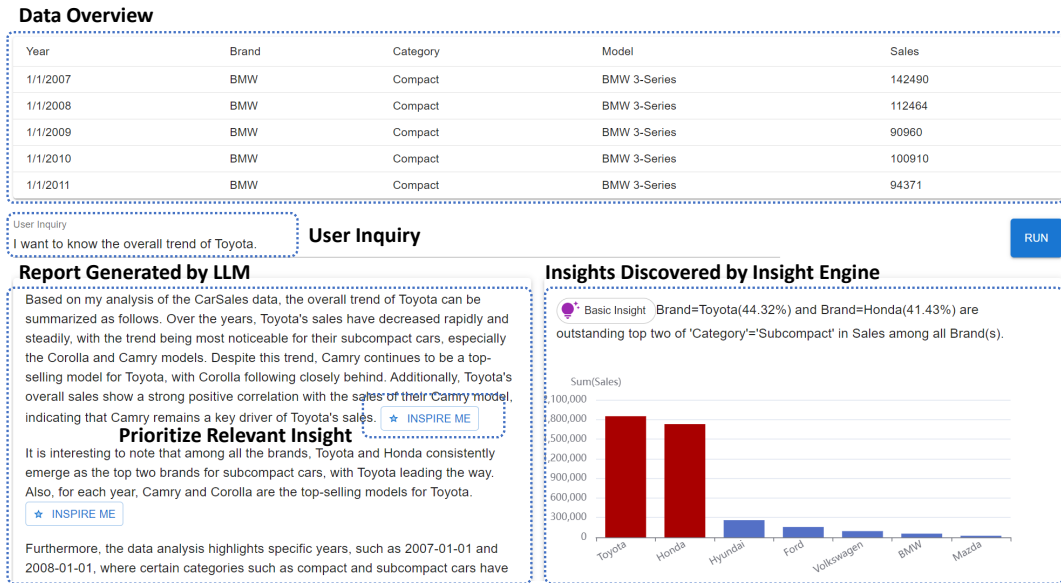 Data Overview
Year Brand Category Model Sales
1/1/2007 BMW Compact BMW 3-Series 142490
1/1/2008 BMW Compact BMW 3-Series 112464
1/1/2009 BMW Compact BMW 3-Series 90960
1/1/2010 BMW Compact BMW 3-Series 100910
1/1/2011 BMW Compact BMW 3-Series 94371
User Inquiry
I want to know the overall trend of Toyota.
User Inquiry
RUN
Report Generated by LLM
Based on my analysis of the CarSales data, the overall trend of Toyota can be
summarized as follows. Over the years, Toyota's sales have decreased rapidly and
steadily, with the trend being most noticeable for their subcompact cars, especially
the Corolla and Camry models. Despite this trend, Camry continues to be a top-
selling model for Toyota, with Corolla following closely behind. Additionally, Toyota's
overall sales show a strong positive correlation with the sales of their Camry model,
indicating that Camry remains a key driver of Toyota's sales. INSPIRE ME
Prioritize Relevant Insight
It is interesting to note that among all the brands, Toyota and Honda consistently
emerge as the top two brands for subcompact cars, with Toyota leading the way.
Also, for each year, Camry and Corolla are the top-selling models for Toyota.
INSPIRE ME
Furthermore, the data analysis highlights specific years, such as 2007-01-01 and
2008-01-01, where certain categories such as compact and subcompact cars have
Insights Discovered by Insight Engine
Basic Insight Brand=Toyota(44.32%) and Brand=Honda(41.43%) are
outstanding top two of 'Category'='Subcompact' in Sales among all Brand(s).
Sum(Sales)
,100,000
,800,000
,500,000
,200,000
900,000
600,000
300,000
0
Toyota Honda Hyundai Ford Volkswagen BMW Mazda